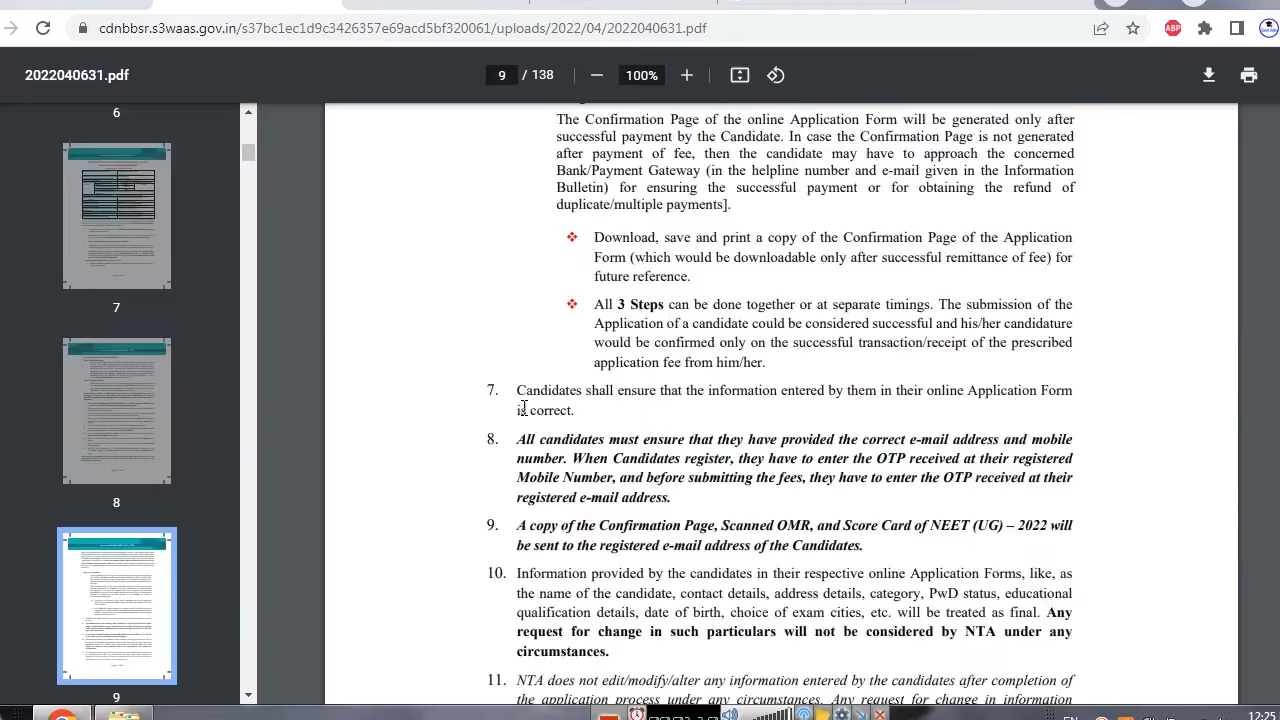 cdnbbsr.s3waas.gov.in/s37bc1ec1d9c3426357e69acd5bf320061/uploads/2022/04/2022040631.pdf
ABP
2022040631.pdf
9 / 138
100%
6
7
8
9
The Confirmation Page of the online Application Form will be generated only after
successful payment by the Candidate. In case the Confirmation Page is not generated
after payment of fee, then the candidate may have to approach the concerned
Bank/Payment Gateway (in the helpline number and e-mail given in the Information
Bulletin) for ensuring the successful payment or for obtaining the refund of
duplicate/multiple payments].
❖ Download, save and print a copy of the Confirmation Page of the Application
Form (which would be downloadable only after successful remittance of fee) for
future reference.
❖ All 3 Steps can be done together or at separate timings. The submission of the
Application of a candidate could be considered successful and his/her candidature
would be confirmed only on the successful transaction/receipt of the prescribed
application fee from him/her.
7. Candidates shall ensure that the information entered by them in their online Application Form
is correct.
8. All candidates must ensure that they have provided the correct e-mail address and mobile
number. When Candidates register, they have to enter the OTP received at their registered
Mobile Number, and before submitting the fees, they have to enter the OTP received at their
registered e-mail address.
9. A copy of the Confirmation Page, Scanned OMR, and Score Card of NEET (UG) – 2022 will
be sent to the registered e-mail address of the Candidates.
10. Information provided by the candidates in their respective online Application Forms, like, as
the name of the candidate, contact details, address details, category, PwD status, educational
qualification details, date of birth, choice of exam cities, etc. will be treated as final. Any
request for change in such particulars will not be considered by NTA under any
circumstances.
11. NTA does not edit/modify/alter any information entered by the candidates after completion of
the application process under any circumstances. Any request for change in information
EN
12:25